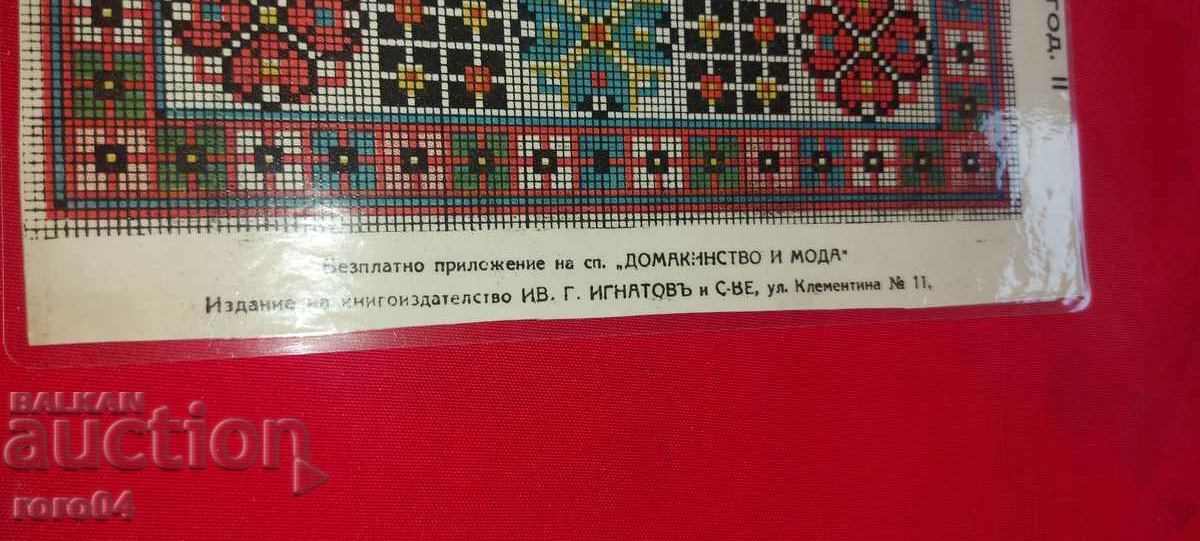 год. II
Безплатно приложение на сп. „ДОМАКИНСТВО И МОДА“
Издание на книгоиздателство ИВ. Г. ИГНАТОВЪ и С-ВЕ, ул. Клементина № 11.
BALKAN
auction
roro04